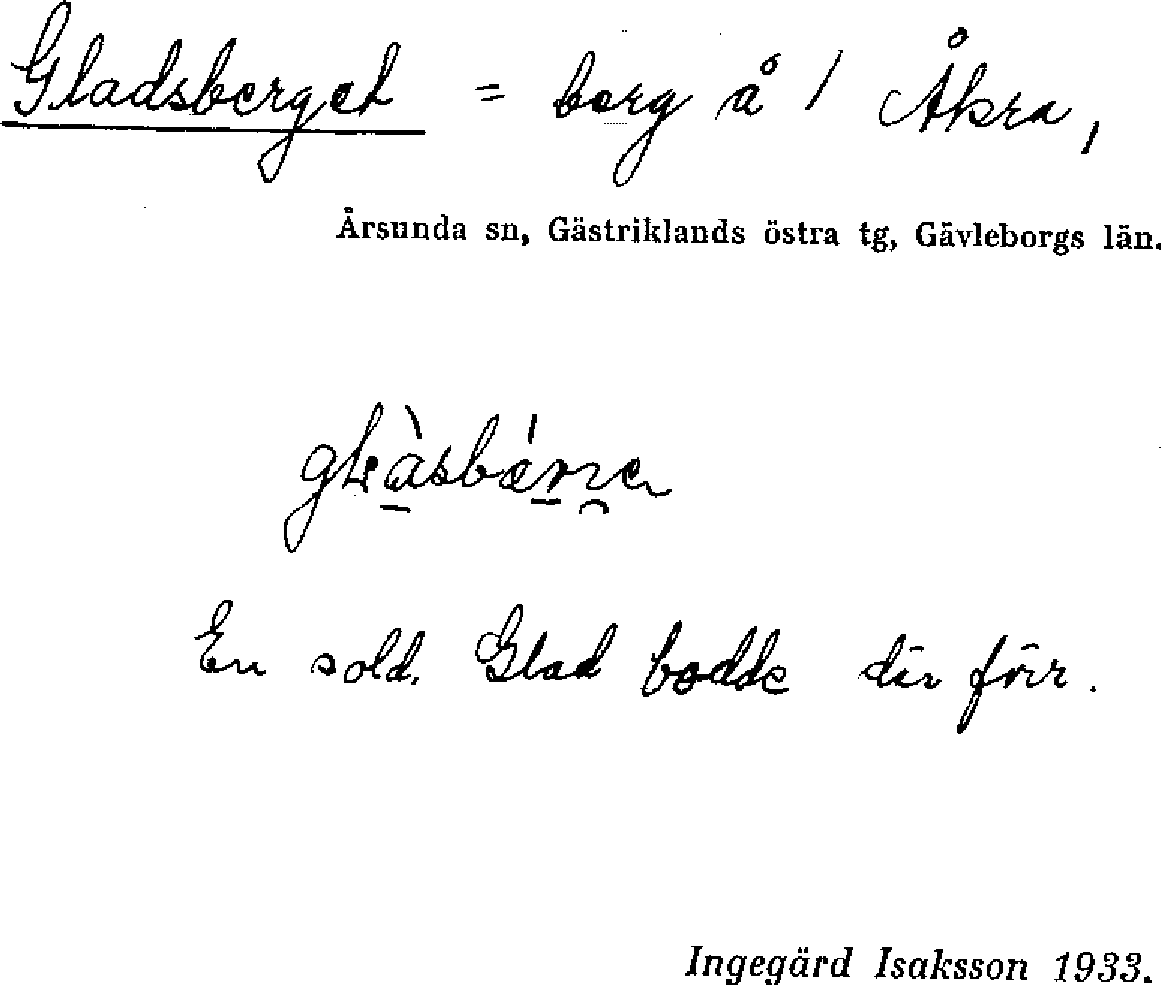 Gladsberget = berg å 1 Åkra,
Årsunda sn, Gästriklands östra tg, Gävleborgs län.
En sold. Glad bodde där förr.
Ingegärd Isaksson 1933.